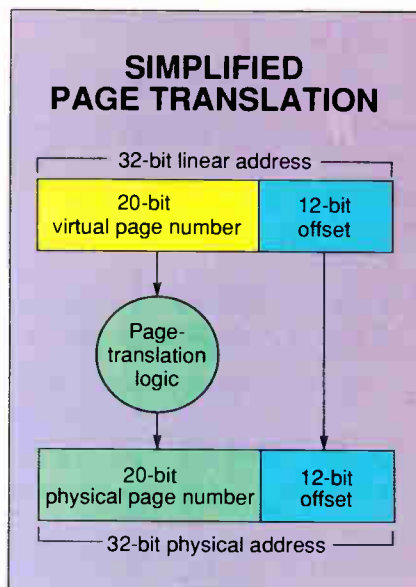 SIMPLIFIED
PAGE TRANSLATION
32-bit linear address
20-bit
virtual page number
12-bit
offset
Page-
translation
logic
20-bit
physical page number
12-bit
offset
32-bit physical address